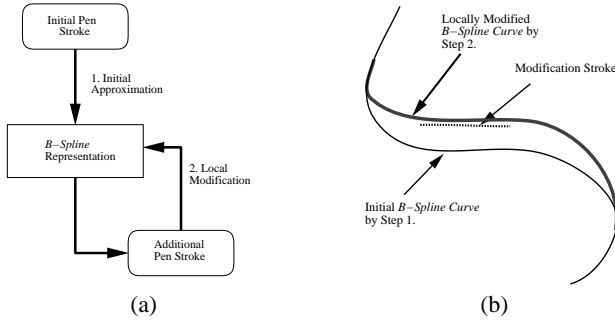 Initial Pen
Stroke
1. Initial
Approximation
B−Spline
Representation
2. Local
Modification
Additional
Pen Stroke
(a)
Locally Modified
B−Spline Curve by
Step 2.
Modification Stroke
Initial B−Spline Curve
by Step 1.
(b)